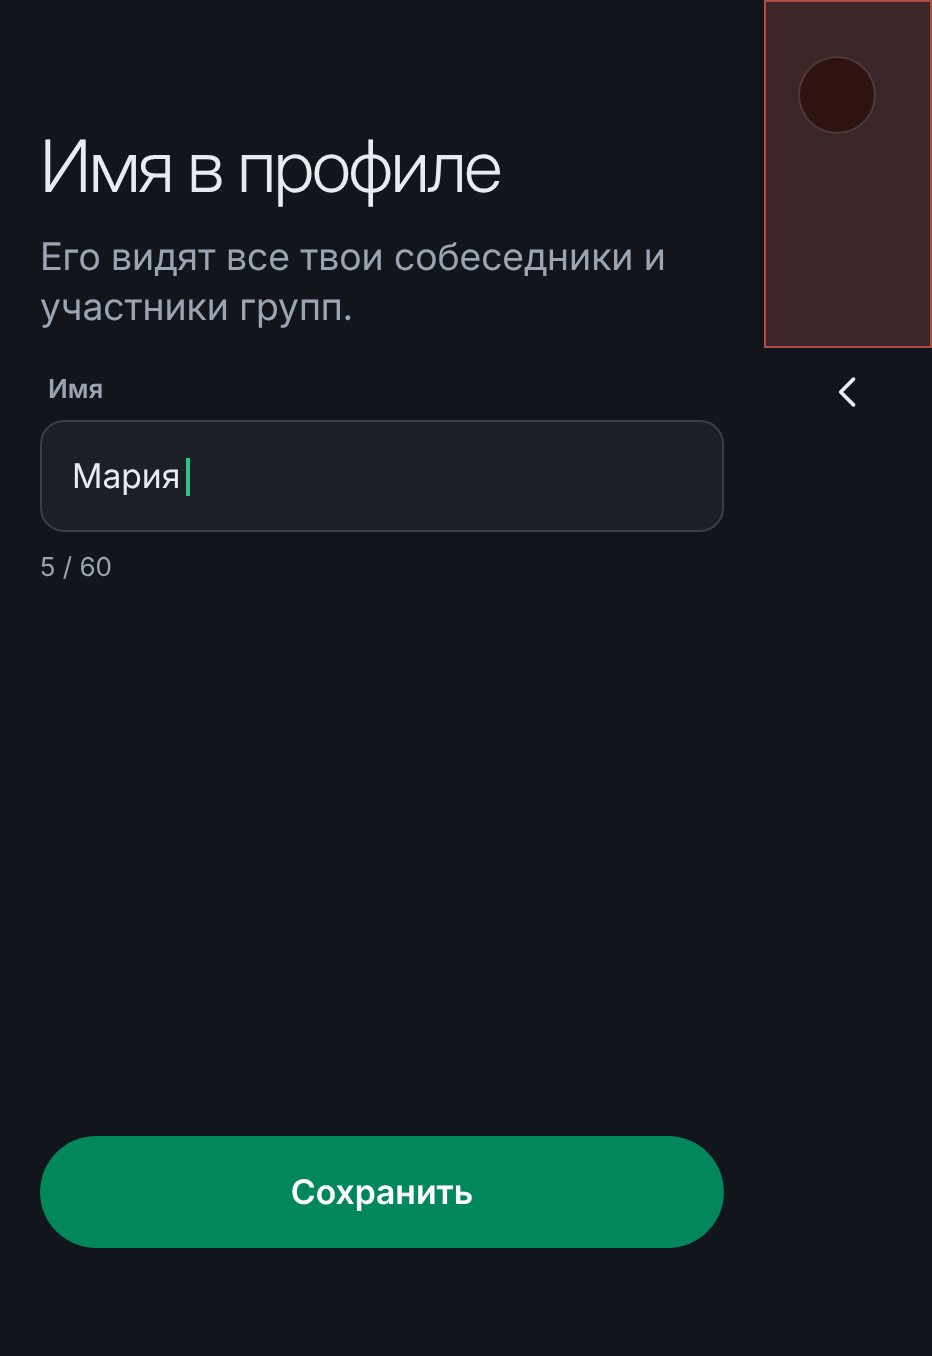 Имя в профиле
Его видят все твои собеседники и
участники групп.
Имя
Мария
5 / 60
Сохранить